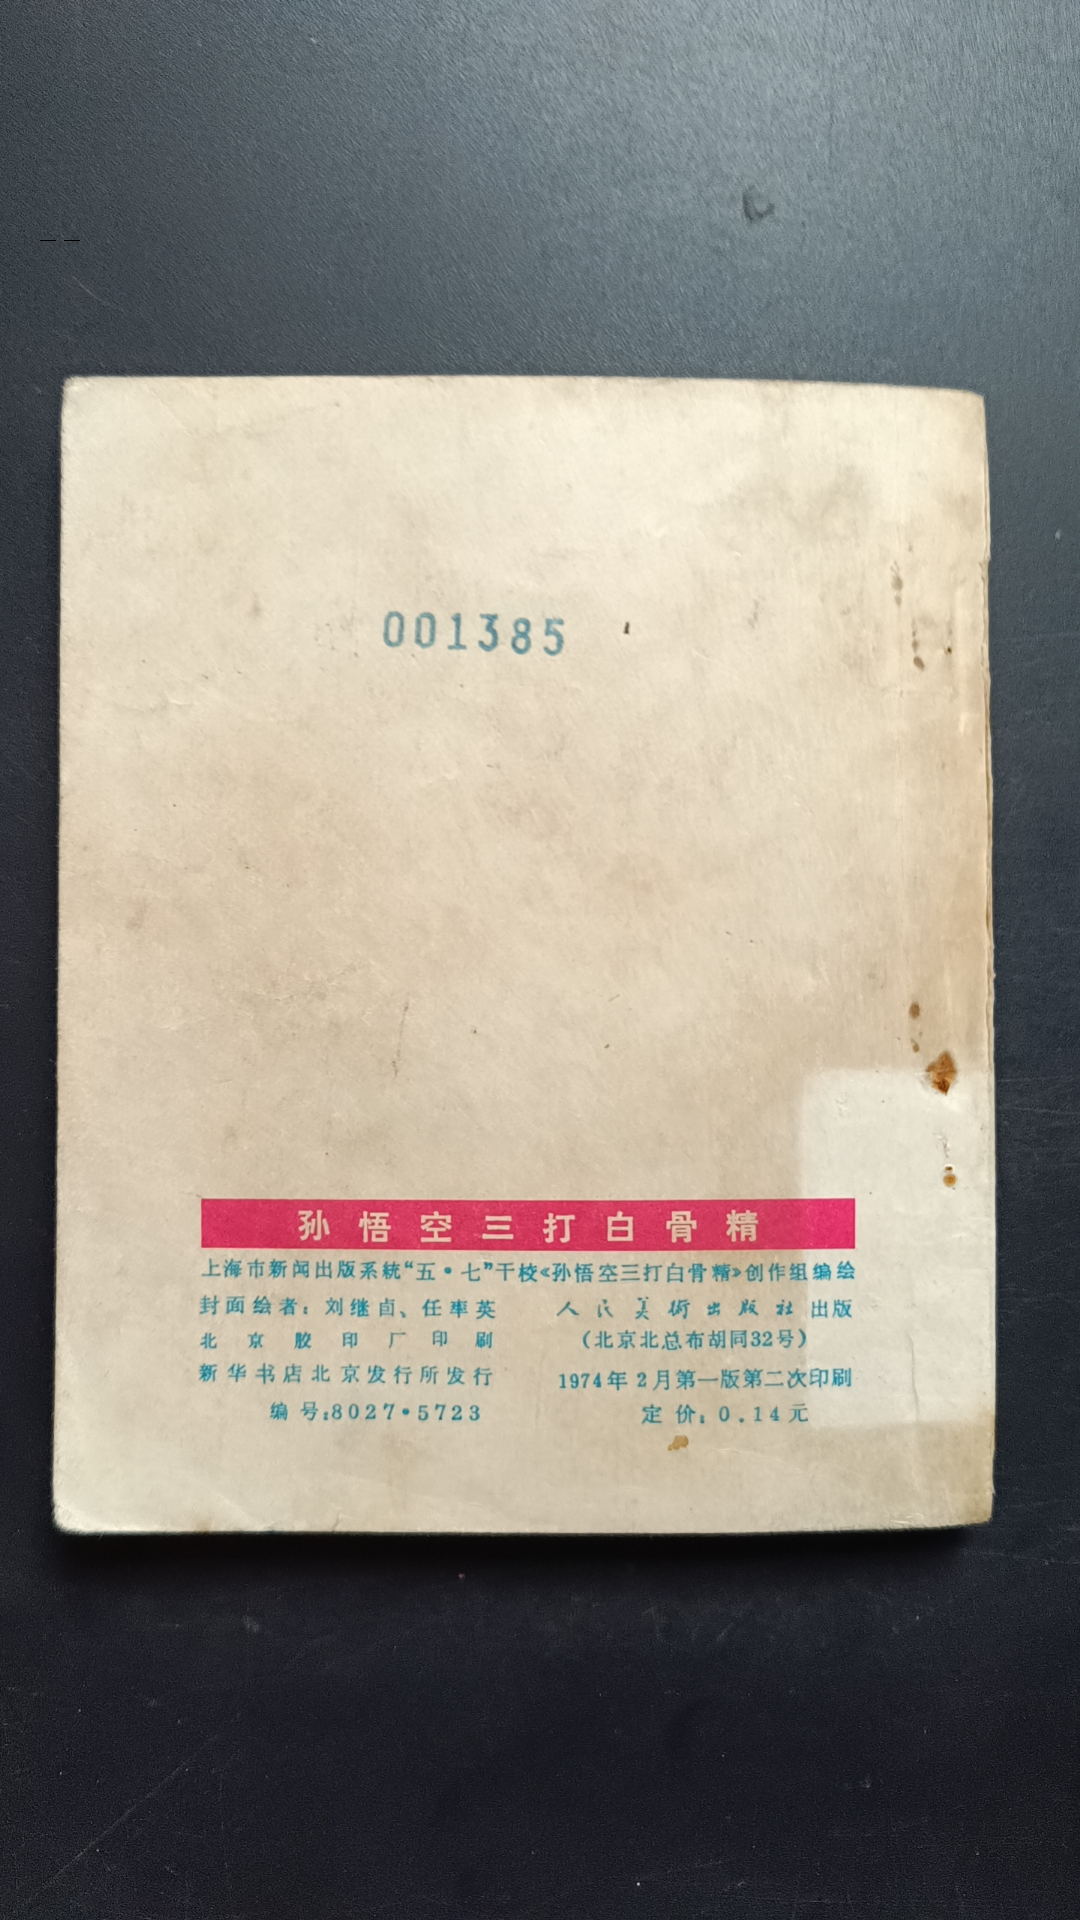 001385
孙悟空三打白骨精
上海市新闻出版系統“五·七”干校《孙悟空三打白骨精》创作组编绘
封面绘者：刘继卣、任率英
人民美術出版社出版
北京胶印厂印刷
（北京北总布胡同32号）
新华书店北京发行所发行
1974年2月第一版第二次印刷
编号:8027·5723
定价：0.14元